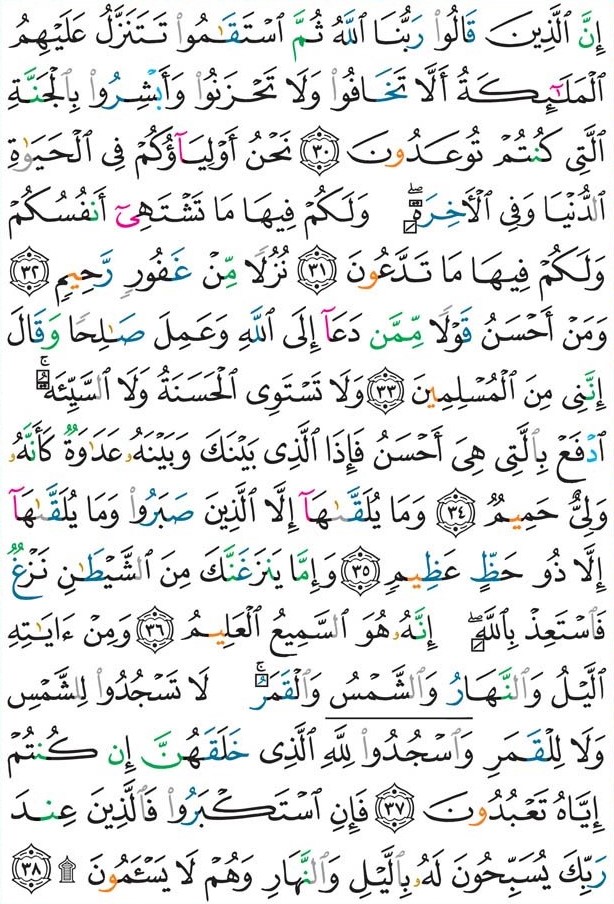 إِنَّ ٱلَّذِينَ قَالُوا۟ رَبُّنَا ٱللَّهُ ثُمَّ ٱسْتَقَـٰمُوا۟ تَتَنَزَّلُ عَلَيْهِمُ
ٱلْمَلَـٰٓئِكَةُ أَلَّا تَخَافُوا۟ وَلَا تَحْزَنُوا۟ وَأَبْشِرُوا۟ بِٱلْجَنَّةِ
ٱلَّتِى كُنتُمْ تُوعَدُونَ ٣٠ نَحْنُ أَوْلِيَآؤُكُمْ فِى ٱلْحَيَوٰةِ
ٱلدُّنْيَا وَفِى ٱلْأَخِرَةِۖ وَلَكُمْ فِيهَا مَا تَشْتَهِىٓ أَنفُسُكُمْ
وَلَكُمْ فِيهَا مَا تَدَّعُونَ ٣١ نُزُلًا مِّنْ غَفُورٍ رَّحِيمٍ ٣٢
وَمَنْ أَحْسَنُ قَوْلًا مِّمَّن دَعَآ إِلَى ٱللَّهِ وَعَمِلَ صَـٰلِحًا وَقَالَ
إِنَّنِى مِنَ ٱلْمُسْلِمِينَ ٣٣ وَلَا تَسْتَوِى ٱلْحَسَنَةُ وَلَا ٱلسَّيِّئَةُۚ
ٱدْفَعْ بِٱلَّتِى هِىَ أَحْسَنُ فَإِذَا ٱلَّذِى بَيْنَكَ وَبَيْنَهُۥ عَدَٰوَةٌ كَأَنَّهُۥ
وَلِىٌّ حَمِيمٌ ٣٤ وَمَا يُلَقَّىٰهَآ إِلَّا ٱلَّذِينَ صَبَرُوا۟ وَمَا يُلَقَّىٰهَآ
إِلَّا ذُو حَظٍّ عَظِيمٍ ٣٥ وَإِمَّا يَنزَغَنَّكَ مِنَ ٱلشَّيْطَـٰنِ نَزْغٌ
فَٱسْتَعِذْ بِٱللَّهِۖ إِنَّهُۥ هُوَ ٱلسَّمِيعُ ٱلْعَلِيمُ ٣٦ وَمِنْ ءَايَـٰتِهِ
ٱلَّيْلُ وَٱلنَّهَارُ وَٱلشَّمْسُ وَٱلْقَمَرُۚ لَا تَسْجُدُوا۟ لِلشَّمْسِ
وَلَا لِلْقَمَرِ وَٱسْجُدُوا۟ لِلَّهِ ٱلَّذِى خَلَقَهُنَّ إِن كُنتُمْ
إِيَّاهُ تَعْبُدُونَ ٣٧ فَإِنِ ٱسْتَكْبَرُوا۟ فَٱلَّذِينَ عِندَ
رَبِّكَ يُسَبِّحُونَ لَهُۥ بِٱلَّيْلِ وَٱلنَّهَارِ وَهُمْ لَا يَسْـَٔمُونَ ۩ ٣٨